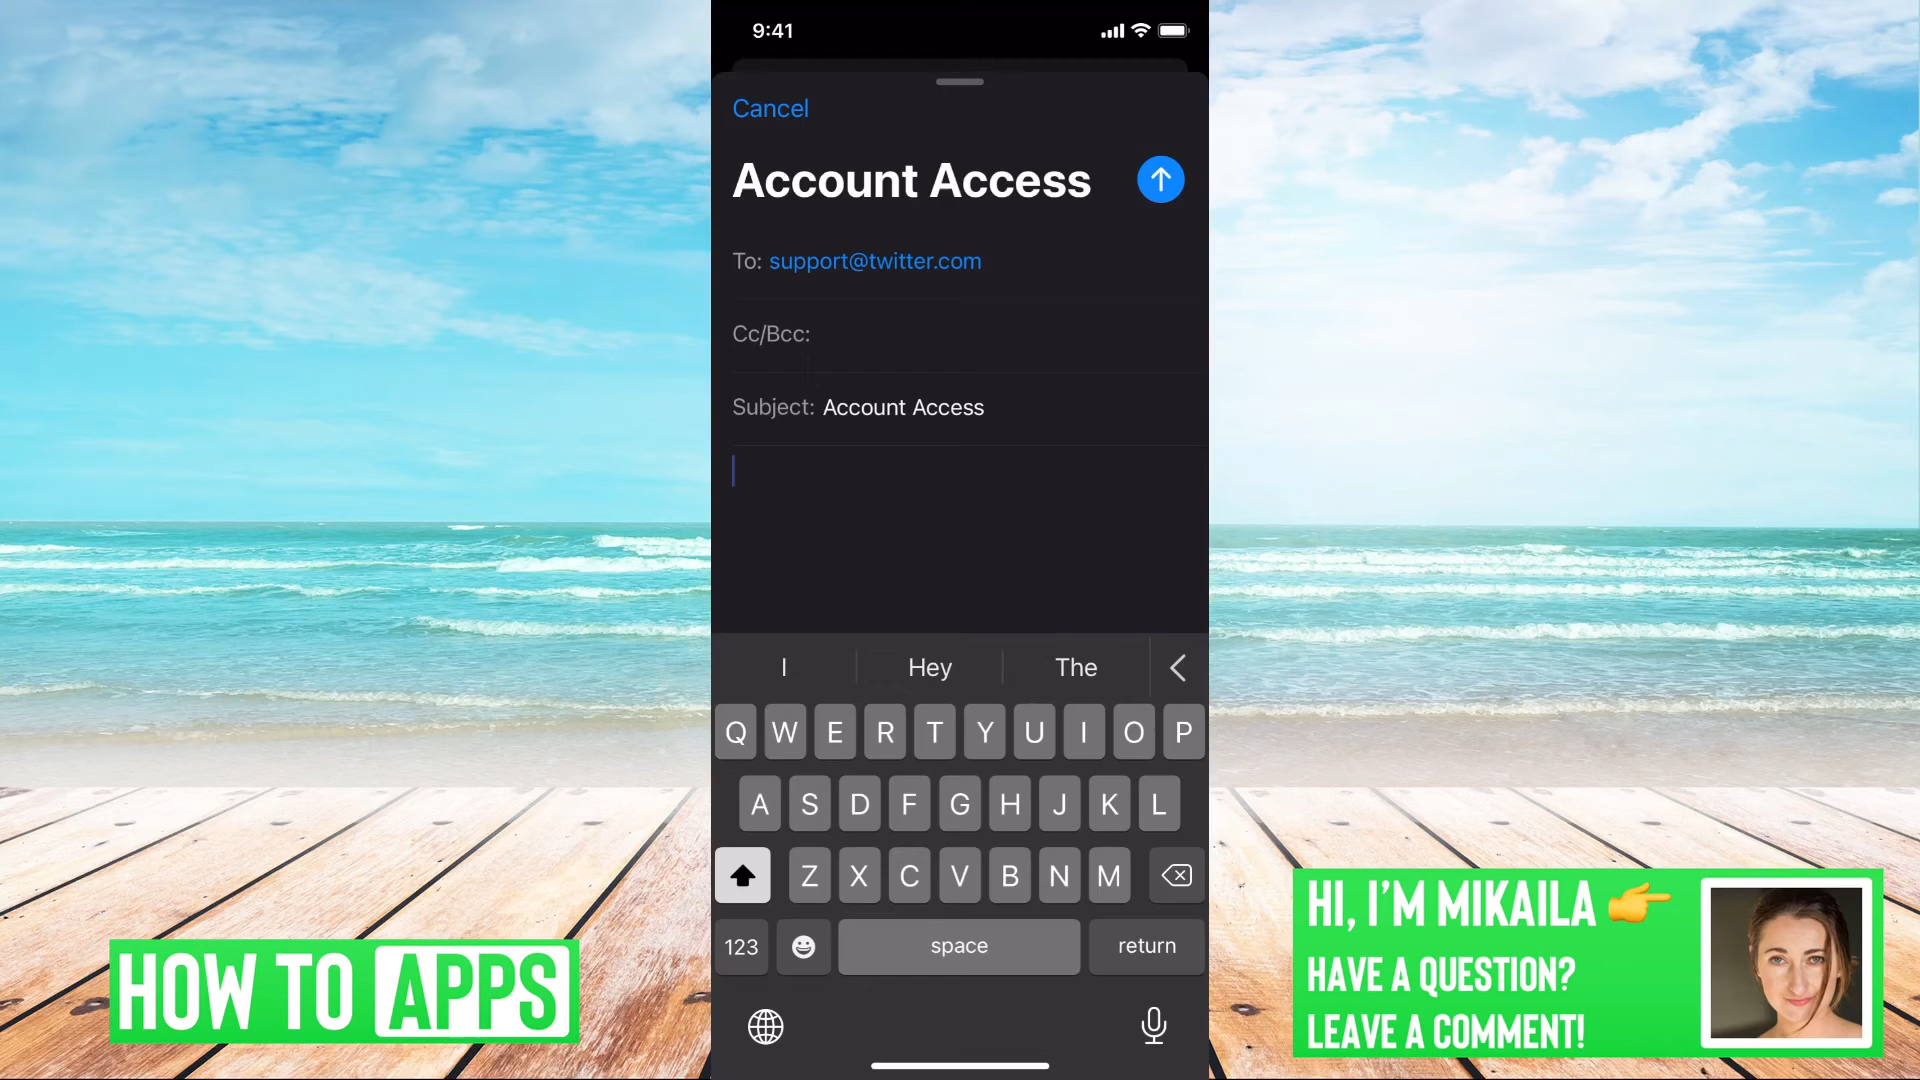 9:41
Cancel
Account Access
To: support@twitter.com
Cc/Bcc:
Subject: Account Access
I Hey The
Q W E R T Y U I O P
A S D F G H J K L
Z X C V B N M
123 space return
HOW TO APPS
HI, I'M MIKAILA
HAVE A QUESTION?
LEAVE A COMMENT!